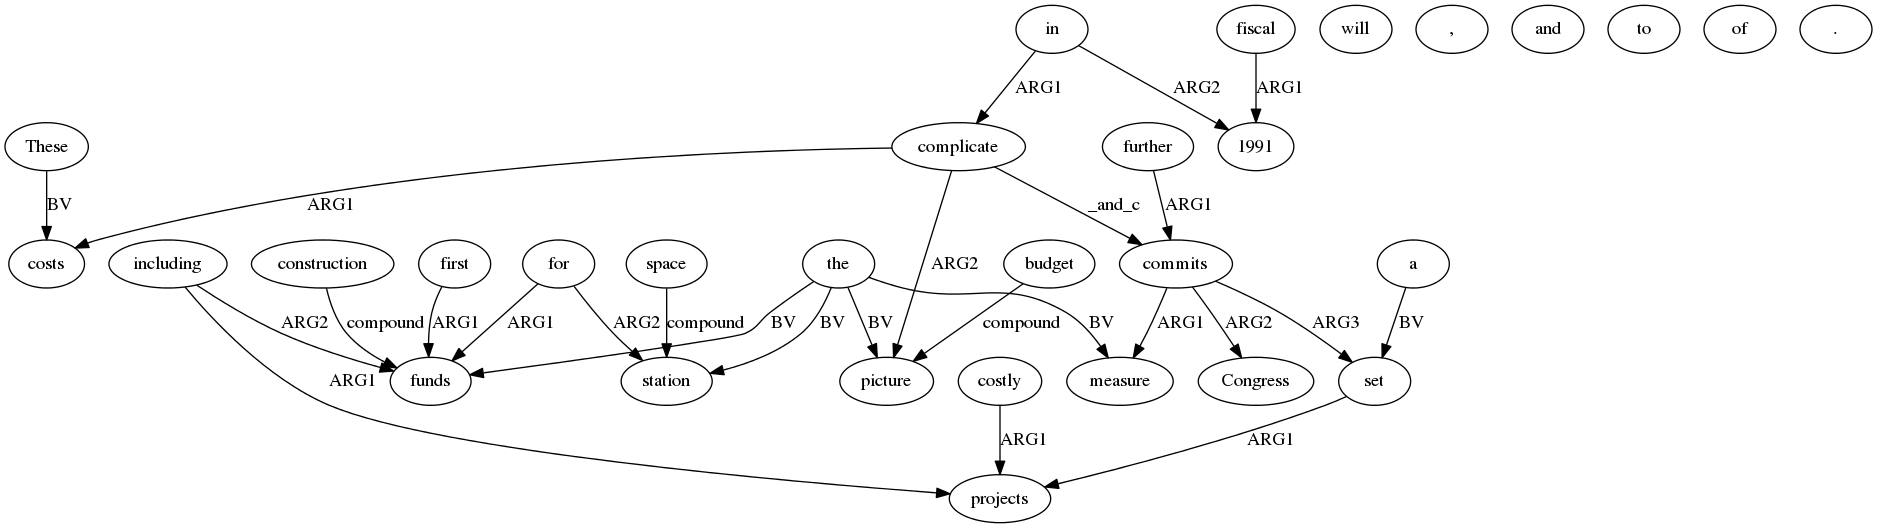 in fiscal will , and to of .
ARG1 ARG2 ARG1
These complicate further 1991
BV ARG1 _and_c ARG1
costs including construction first for space the budget commits a
ARG2 compound ARG1 ARG1 ARG2 compound BV BV BV ARG2 compound BV ARG1 ARG2 ARG3 BV
ARG1 funds station picture costly measure Congress set
ARG1 ARG1
projects